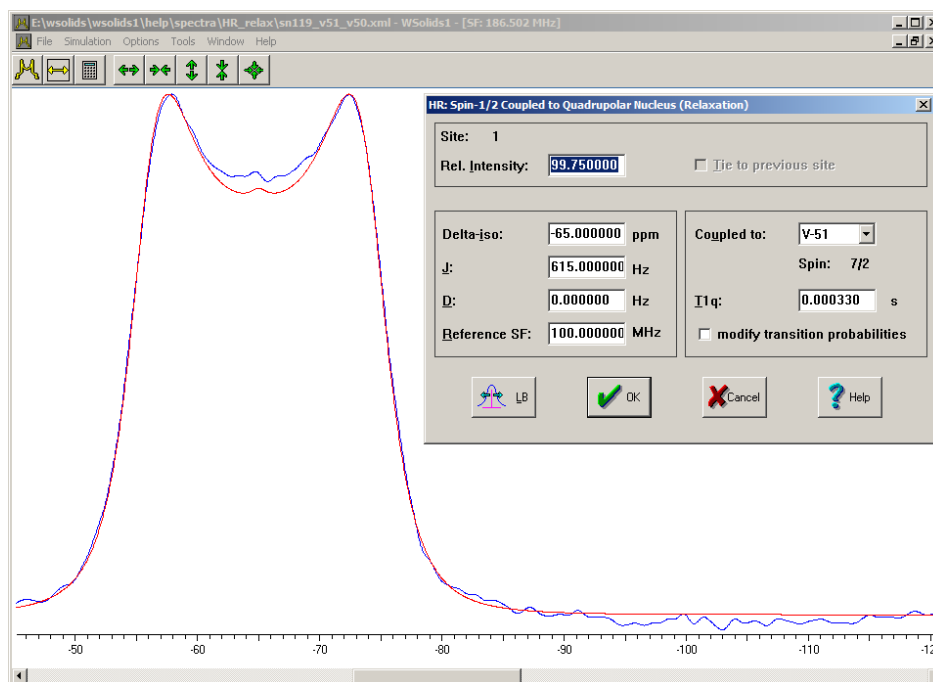 E:\wsolids\wsolids1\help\spectra\HR_relax\sn119_v51_v50.xml - WSolids1 - [SF: 186.502 MHz]
File Simulation Options Tools Window Help
HR: Spin-1/2 Coupled to Quadrupolar Nucleus (Relaxation)
Site: 1
Rel. Intensity: 99.750000 Tie to previous site
Delta-iso: -65.000000 ppm
J: 615.000000 Hz
D: 0.000000 Hz
Reference SF: 100.000000 MHz
Coupled to: V-51
Spin: 7/2
T1q: 0.000330 s
modify transition probabilities
LB OK Cancel Help
-50 -60 -70 -80 -90 -100 -110 -12